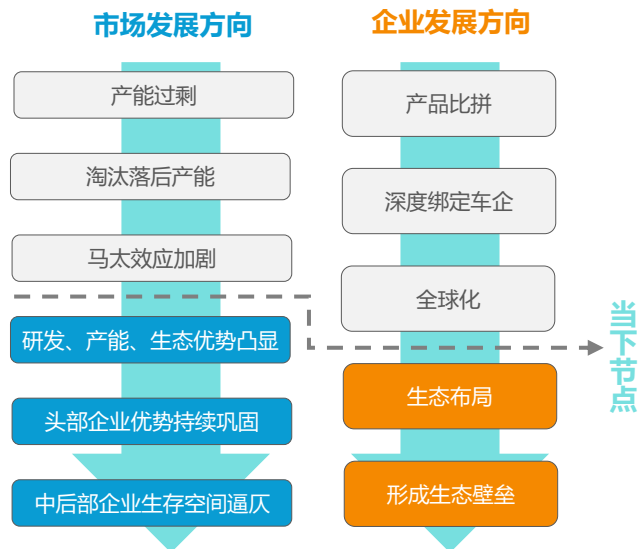 市场发展方向
产能过剩
淘汰落后产能
马太效应加剧
研发、产能、生态优势凸显
头部企业优势持续巩固
中后部企业生存空间逼仄
企业发展方向
产品比拼
深度绑定车企
全球化
生态布局
形成生态壁垒
当下节点